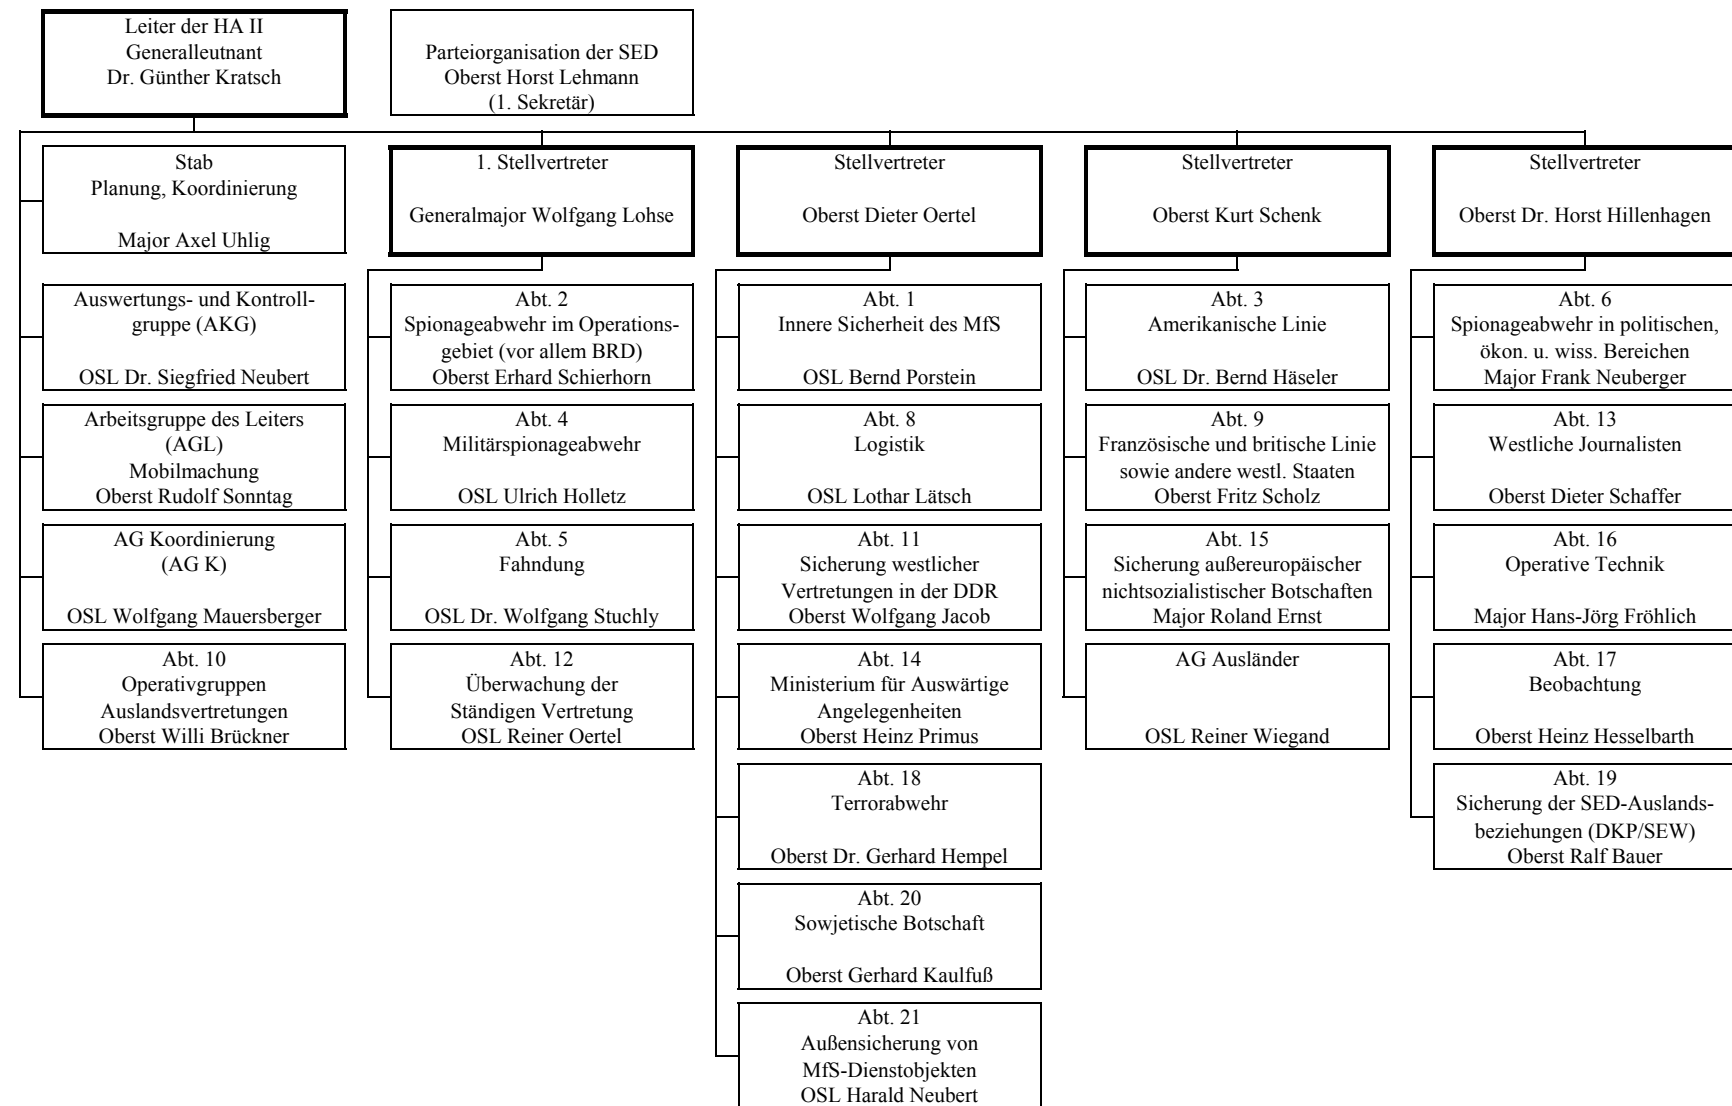 Leiter der HA II
Generalleutnant
Dr. Günther Kratsch
Parteiorganisation der SED
Oberst Horst Lehmann
(1. Sekretär)
Stab
Planung, Koordinierung
Major Axel Uhlig
Auswertungs- und Kontroll-
gruppe (AKG)
OSL Dr. Siegfried Neubert
Arbeitsgruppe des Leiters
(AGL)
Mobilmachung
Oberst Rudolf Sonntag
AG Koordinierung
(AG K)
OSL Wolfgang Mauersberger
Abt. 10
Operativgruppen
Auslandsvertretungen
Oberst Willi Brückner
1. Stellvertreter
Generalmajor Wolfgang Lohse
Abt. 2
Spionageabwehr im Operations-
gebiet (vor allem BRD)
Oberst Erhard Schierhorn
Abt. 4
Militärspionageabwehr
OSL Ulrich Holletz
Abt. 5
Fahndung
OSL Dr. Wolfgang Stuchly
Abt. 12
Überwachung der
Ständigen Vertretung
OSL Reiner Oertel
Stellvertreter
Oberst Dieter Oertel
Abt. 1
Innere Sicherheit des MfS
OSL Bernd Porstein
Abt. 8
Logistik
OSL Lothar Lätsch
Abt. 11
Sicherung westlicher
Vertretungen in der DDR
Oberst Wolfgang Jacob
Abt. 14
Ministerium für Auswärtige
Angelegenheiten
Oberst Heinz Primus
Abt. 18
Terrorabwehr
Oberst Dr. Gerhard Hempel
Abt. 20
Sowjetische Botschaft
Oberst Gerhard Kaulfuß
Abt. 21
Außensicherung von
MfS-Dienstobjekten
OSL Harald Neubert
Stellvertreter
Oberst Kurt Schenk
Abt. 3
Amerikanische Linie
OSL Dr. Bernd Häseler
Abt. 9
Französische und britische Linie
sowie andere westl. Staaten
Oberst Fritz Scholz
Abt. 15
Sicherung außereuropäischer
nichtsozialistischer Botschaften
Major Roland Ernst
AG Ausländer
OSL Reiner Wiegand
Stellvertreter
Oberst Dr. Horst Hillenhagen
Abt. 6
Spionageabwehr in politischen,
ökon. u. wiss. Bereichen
Major Frank Neuberger
Abt. 13
Westliche Journalisten
Oberst Dieter Schaffer
Abt. 16
Operative Technik
Major Hans-Jörg Fröhlich
Abt. 17
Beobachtung
Oberst Heinz Hesselbarth
Abt. 19
Sicherung der SED-Auslands-
beziehungen (DKP/SEW)
Oberst Ralf Bauer